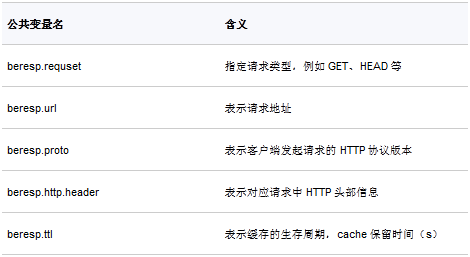 公共变量名 含义
beresp.requset 指定请求类型，例如 GET、HEAD 等
beresp.url 表示请求地址
beresp.proto 表示客户端发起请求的 HTTP 协议版本
beresp.http.header 表示对应请求中 HTTP 头部信息
beresp.ttl 表示缓存的生存周期，cache 保留时间（s）